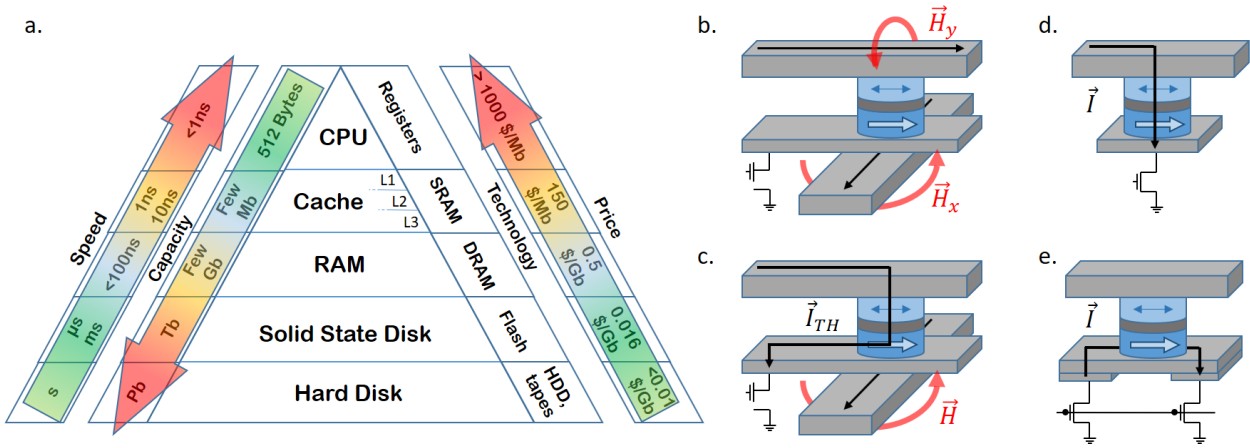 a.
Speed
<1ns
1ns
10ns
<100ns
µs
ms
s
Capacity
512 Bytes
Few
Mb
Few
Gb
Tb
Pb
CPU
Cache
L1
L2
L3
RAM
Solid State Disk
Hard Disk
Technology
Registers
SRAM
DRAM
Flash
HDD,
tapes
Price
> 1000 $/Mb
150
$/Mb
0.5
$/Gb
0.016
$/Gb
<0.01
$/Gb
b.
H⃗y
H⃗x
c.
I⃗TH
H⃗
d.
I⃗
e.
I⃗